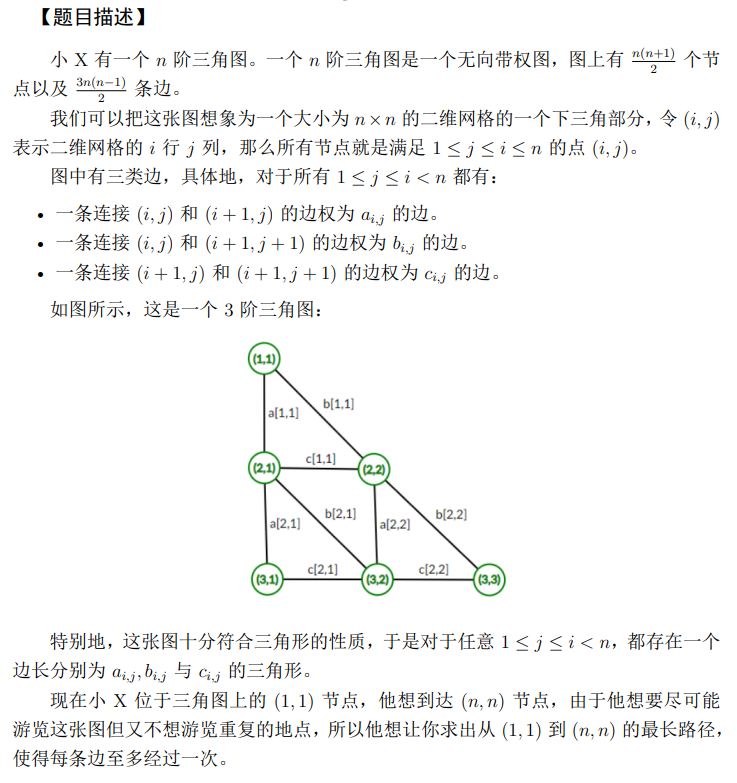 【题目描述】
小 X 有一个 n 阶三角图。一个 n 阶三角图是一个无向带权图，图上有 n(n+1)/2 个节
点以及 3n(n−1)/2 条边。
我们可以把这张图想象为一个大小为 n × n 的二维网格的一个下三角部分，令 (i, j)
表示二维网格的 i 行 j 列，那么所有节点就是满足 1 ≤ j ≤ i ≤ n 的点 (i, j)。
图中有三类边，具体地，对于所有 1 ≤ j ≤ i < n 都有：
• 一条连接 (i, j) 和 (i + 1, j) 的边权为 a_{i,j} 的边。
• 一条连接 (i, j) 和 (i + 1, j + 1) 的边权为 b_{i,j} 的边。
• 一条连接 (i + 1, j) 和 (i + 1, j + 1) 的边权为 c_{i,j} 的边。
如图所示，这是一个 3 阶三角图：
(1,1)
a[1,1] b[1,1]
(2,1) c[1,1] (2,2)
a[2,1] b[2,1] a[2,2] b[2,2]
(3,1) c[2,1] (3,2) c[2,2] (3,3)
特别地，这张图十分符合三角形的性质，于是对于任意 1 ≤ j ≤ i < n，都存在一个
边长分别为 a_{i,j}, b_{i,j} 与 c_{i,j} 的三角形。
现在小 X 位于三角图上的 (1, 1) 节点，他想到达 (n, n) 节点，由于他想要尽可能
游览这张图但又不想游览重复的地点，所以他想让你求出从 (1, 1) 到 (n, n) 的最长路径，
使得每条边至多经过一次。